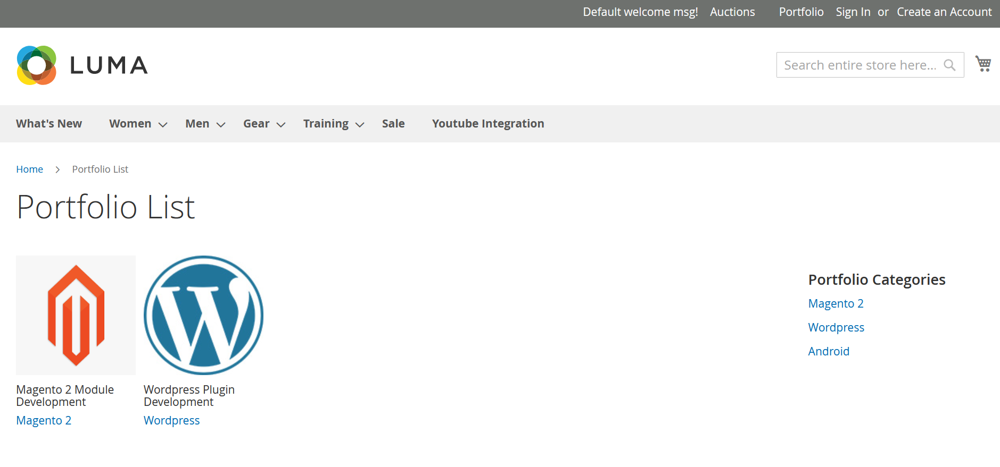 Default welcome msg! Auctions Portfolio Sign In or Create an Account
LUMA
Search entire store here...
What's New Women Men Gear Training Sale Youtube Integration
Home Portfolio List
Portfolio List
Magento 2 Module
Development
Magento 2
Wordpress Plugin
Development
Wordpress
Portfolio Categories
Magento 2
Wordpress
Android